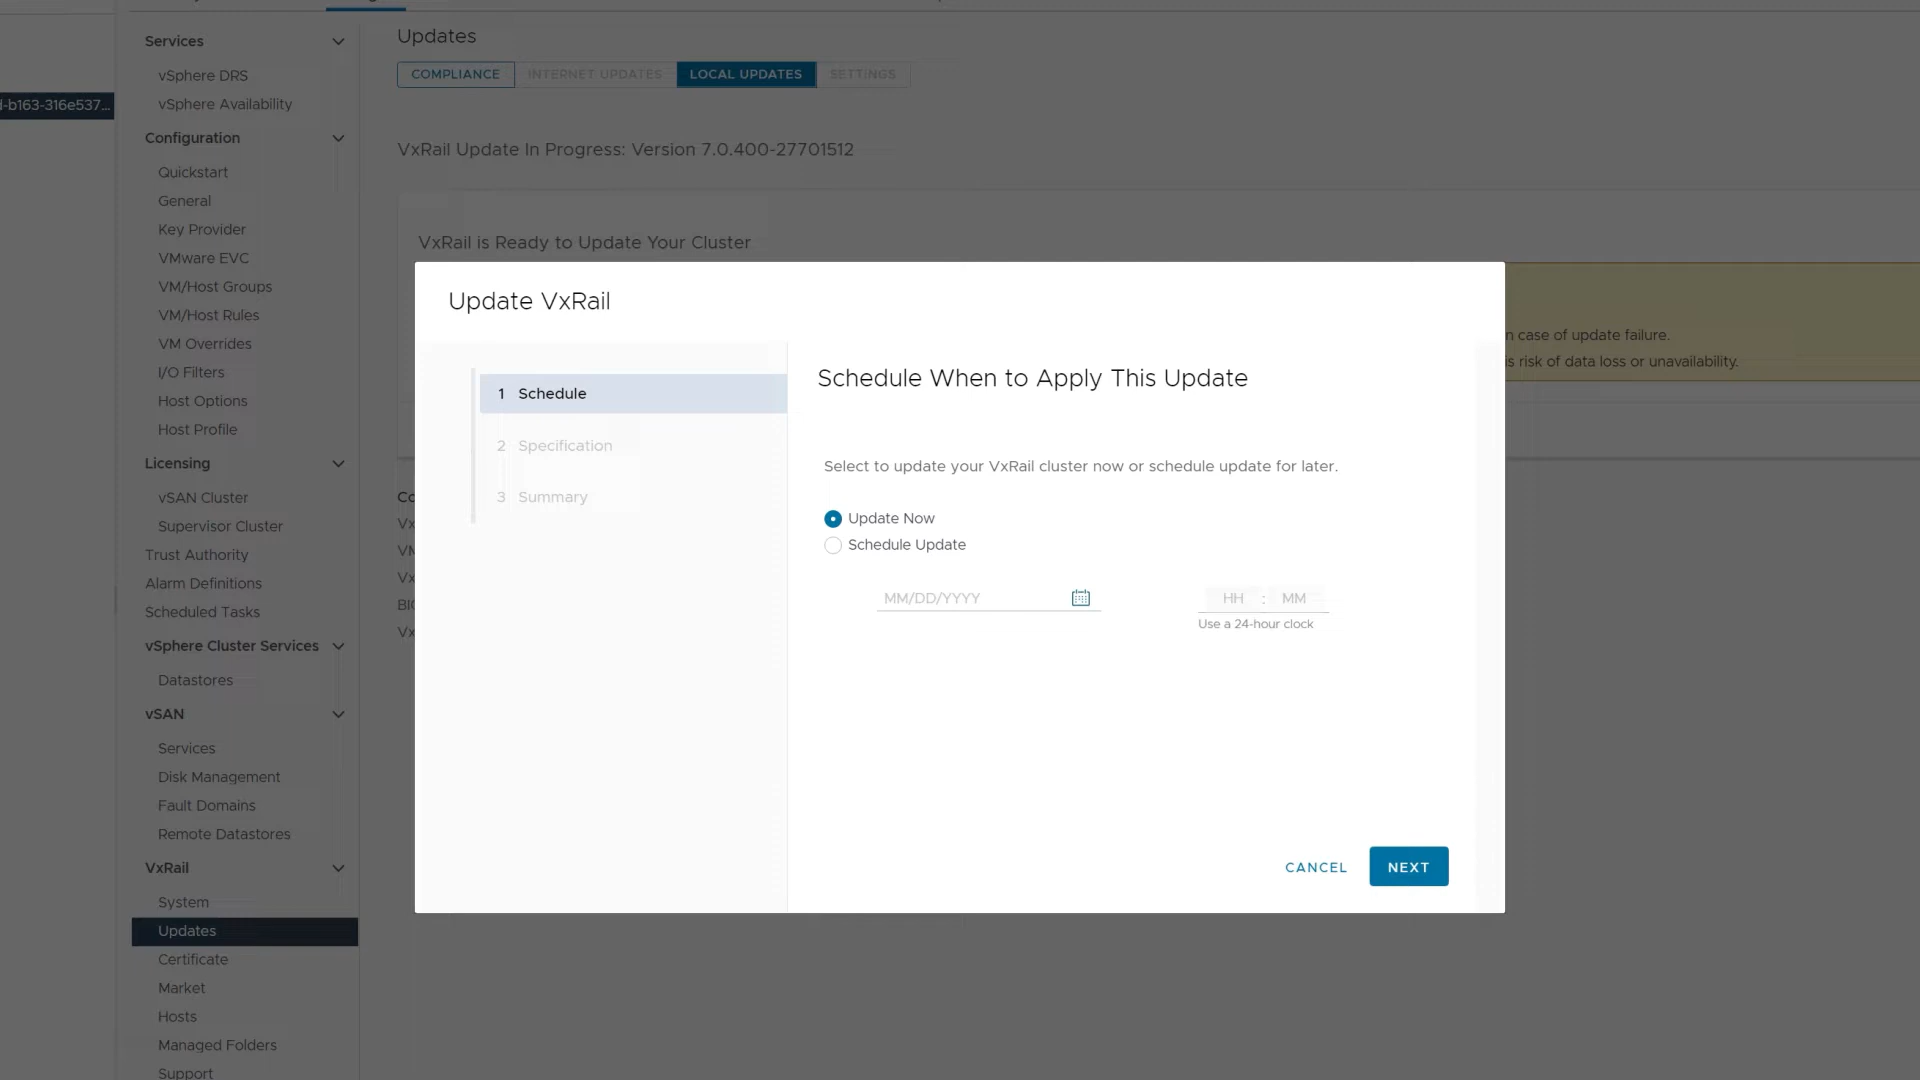 Services
vSphere DRS
vSphere Availability
Configuration
Quickstart
General
Key Provider
VMware EVC
VM/Host Groups
VM/Host Rules
VM Overrides
I/O Filters
Host Options
Host Profile
Licensing
vSAN Cluster
Supervisor Cluster
Trust Authority
Alarm Definitions
Scheduled Tasks
vSphere Cluster Services
Datastores
vSAN
Services
Disk Management
Fault Domains
Remote Datastores
VxRail
System
Updates
Certificate
Market
Hosts
Managed Folders
Support
-b163-316e537...
Updates
COMPLIANCE INTERNET UPDATES LOCAL UPDATES SETTINGS
VxRail Update In Progress: Version 7.0.400-27701512
VxRail is Ready to Update Your Cluster
n case of update failure.
is risk of data loss or unavailability.
Co
Vx
VM
Vx
BIO
Vx
Update VxRail
1 Schedule
2 Specification
3 Summary
Schedule When to Apply This Update
Select to update your VxRail cluster now or schedule update for later.
Update Now
Schedule Update
MM/DD/YYYY
HH : MM
Use a 24-hour clock
CANCEL NEXT